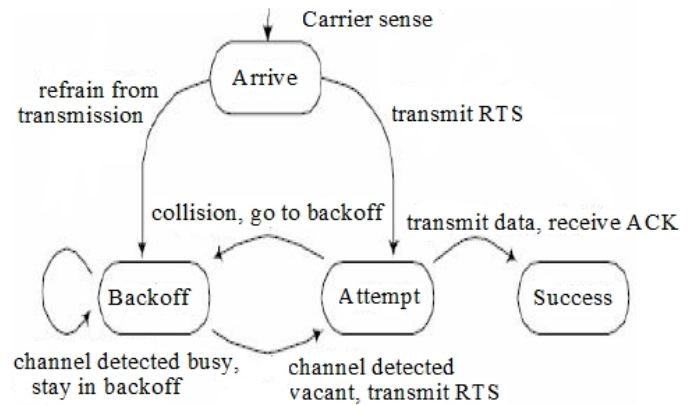 Carrier sense
Arrive
refrain from
transmission
transmit RTS
collision, go to backoff
transmit data, receive ACK
Backoff
Attempt
Success
channel detected busy,
stay in backoff
channel detected
vacant, transmit RTS